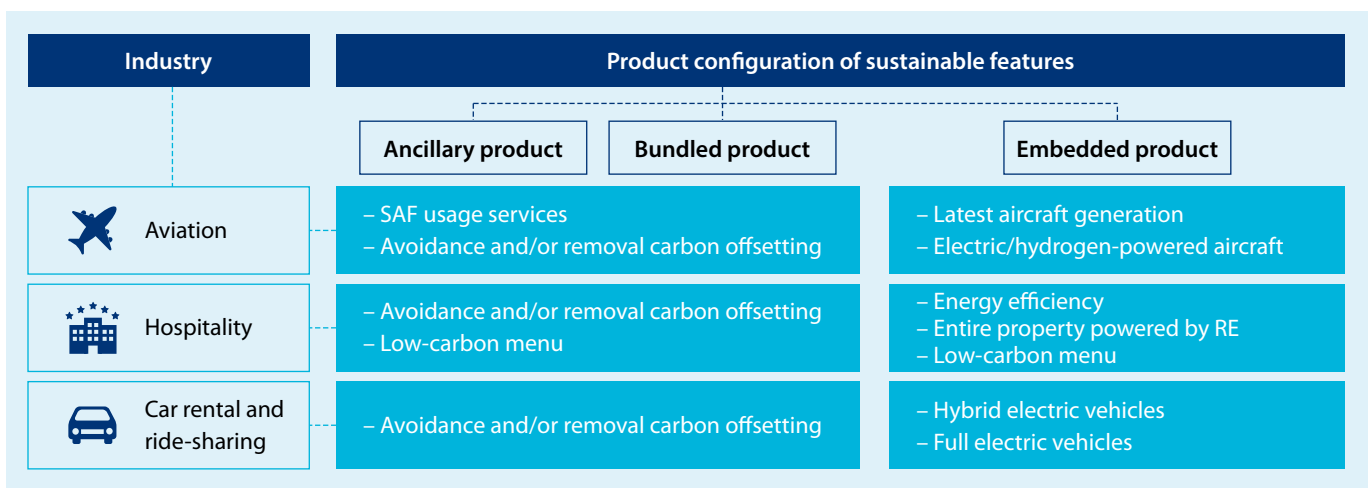 Industry
Product configuration of sustainable features
Ancillary product
Bundled product
Embedded product
Aviation
– SAF usage services
– Avoidance and/or removal carbon offsetting
– Latest aircraft generation
– Electric/hydrogen-powered aircraft
Hospitality
– Avoidance and/or removal carbon offsetting
– Low-carbon menu
– Energy efficiency
– Entire property powered by RE
– Low-carbon menu
Car rental and
ride-sharing
– Avoidance and/or removal carbon offsetting
– Hybrid electric vehicles
– Full electric vehicles